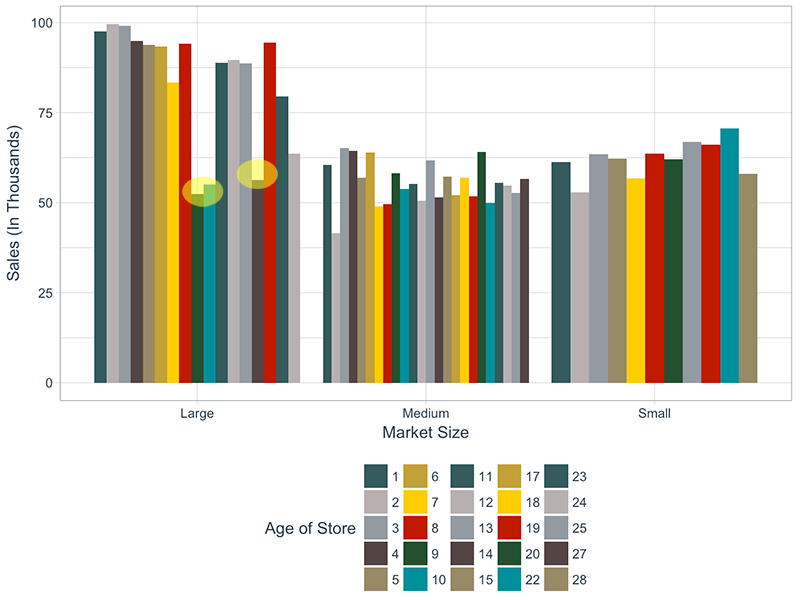 100
75
50
25
0
Sales (In Thousands)
Large Medium Small
Market Size
Age of Store
1 6 11 17 23
2 7 12 18 24
3 8 13 19 25
4 9 14 20 27
5 10 15 22 28